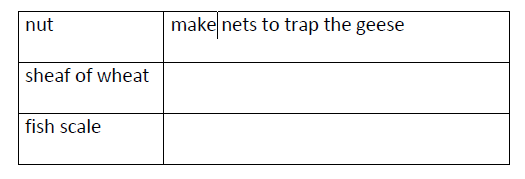 nut make nets to trap the geese
sheaf of wheat
fish scale